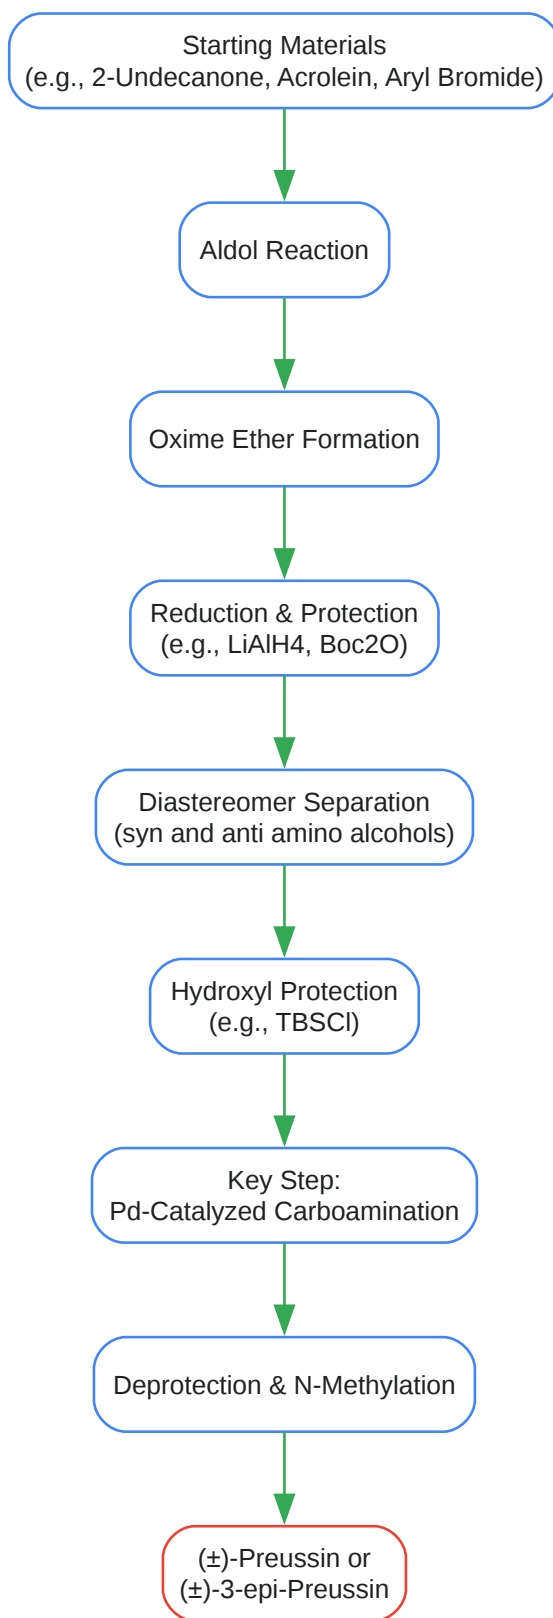 Starting Materials
(e.g., 2-Undecanone, Acrolein, Aryl Bromide)
Aldol Reaction
Oxime Ether Formation
Reduction & Protection
(e.g., LiAlH4, Boc2O)
Diastereomer Separation
(syn and anti amino alcohols)
Hydroxyl Protection
(e.g., TBSCl)
Key Step:
Pd-Catalyzed Carboamination
Deprotection & N-Methylation
(±)-Preussin or
(±)-3-epi-Preussin